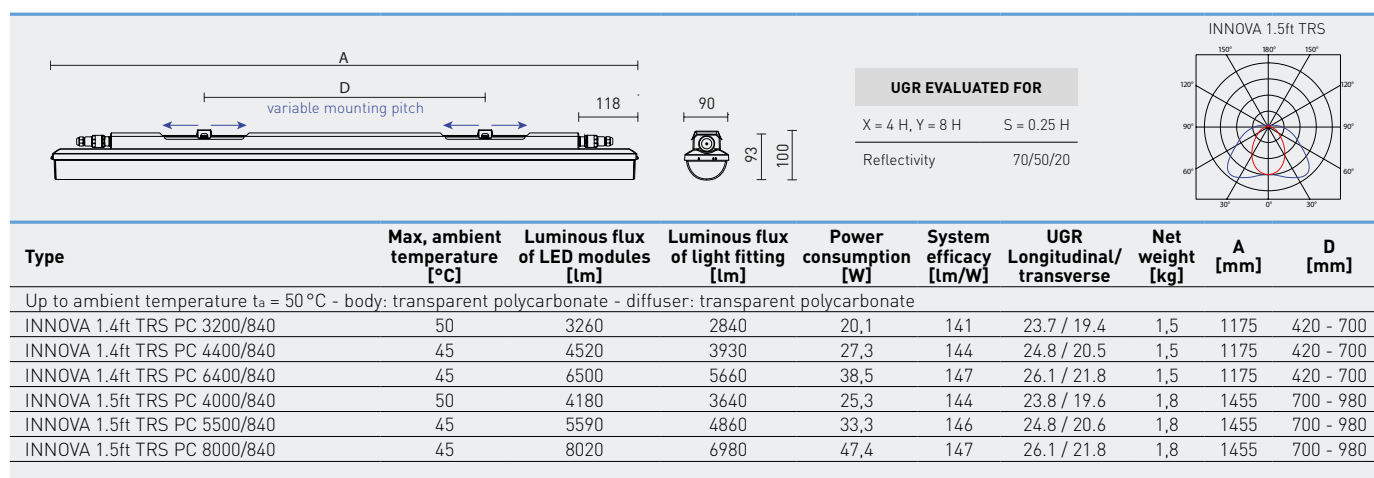 INNOVA 1.5ft TRS
150° 180° 150°
A
D
variable mounting pitch
118
90
93
100
UGR EVALUATED FOR
X = 4 H, Y = 8 H S = 0.25 H
Reflectivity 70/50/20
120° 120°
90° 90°
60° 60°
30° 0° 30°
Type Max, ambient temperature [°C] Luminous flux of LED modules [lm] Luminous flux of light fitting [lm] Power consumption [W] System efficacy [lm/W] UGR Longitudinal/ transverse Net weight [kg] A [mm] D [mm]
Up to ambient temperature ta = 50°C - body: transparent polycarbonate - diffuser: transparent polycarbonate
INNOVA 1.4ft TRS PC 3200/840 50 3260 2840 20,1 141 23.7 / 19.4 1,5 1175 420 - 700
INNOVA 1.4ft TRS PC 4400/840 45 4520 3930 27,3 144 24.8 / 20.5 1,5 1175 420 - 700
INNOVA 1.4ft TRS PC 6400/840 45 6500 5660 38,5 147 26.1 / 21.8 1,5 1175 420 - 700
INNOVA 1.5ft TRS PC 4000/840 50 4180 3640 25,3 144 23.8 / 19.6 1,8 1455 700 - 980
INNOVA 1.5ft TRS PC 5500/840 45 5590 4860 33,3 146 24.8 / 20.6 1,8 1455 700 - 980
INNOVA 1.5ft TRS PC 8000/840 45 8020 6980 47,4 147 26.1 / 21.8 1,8 1455 700 - 980